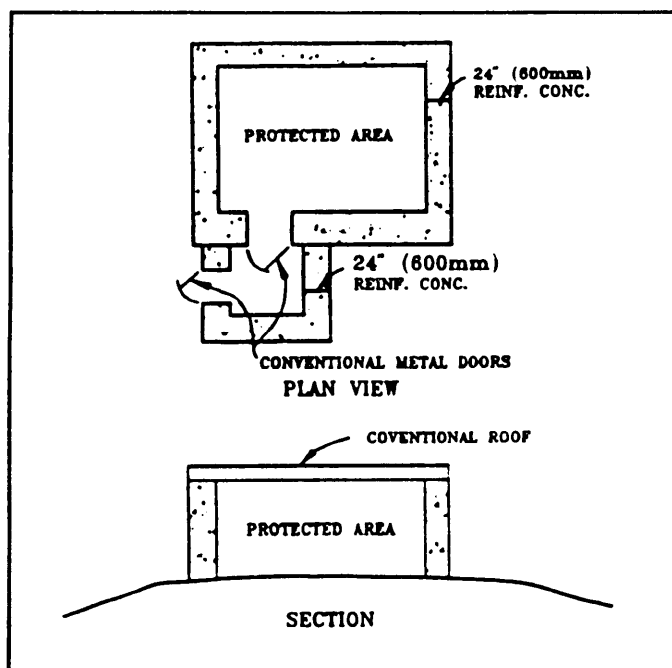 24" (600mm)
REINF. CONC.
PROTECTED AREA
24" (600mm)
REINF. CONC.
CONVENTIONAL METAL DOORS
PLAN VIEW
COVENTIONAL ROOF
PROTECTED AREA
SECTION